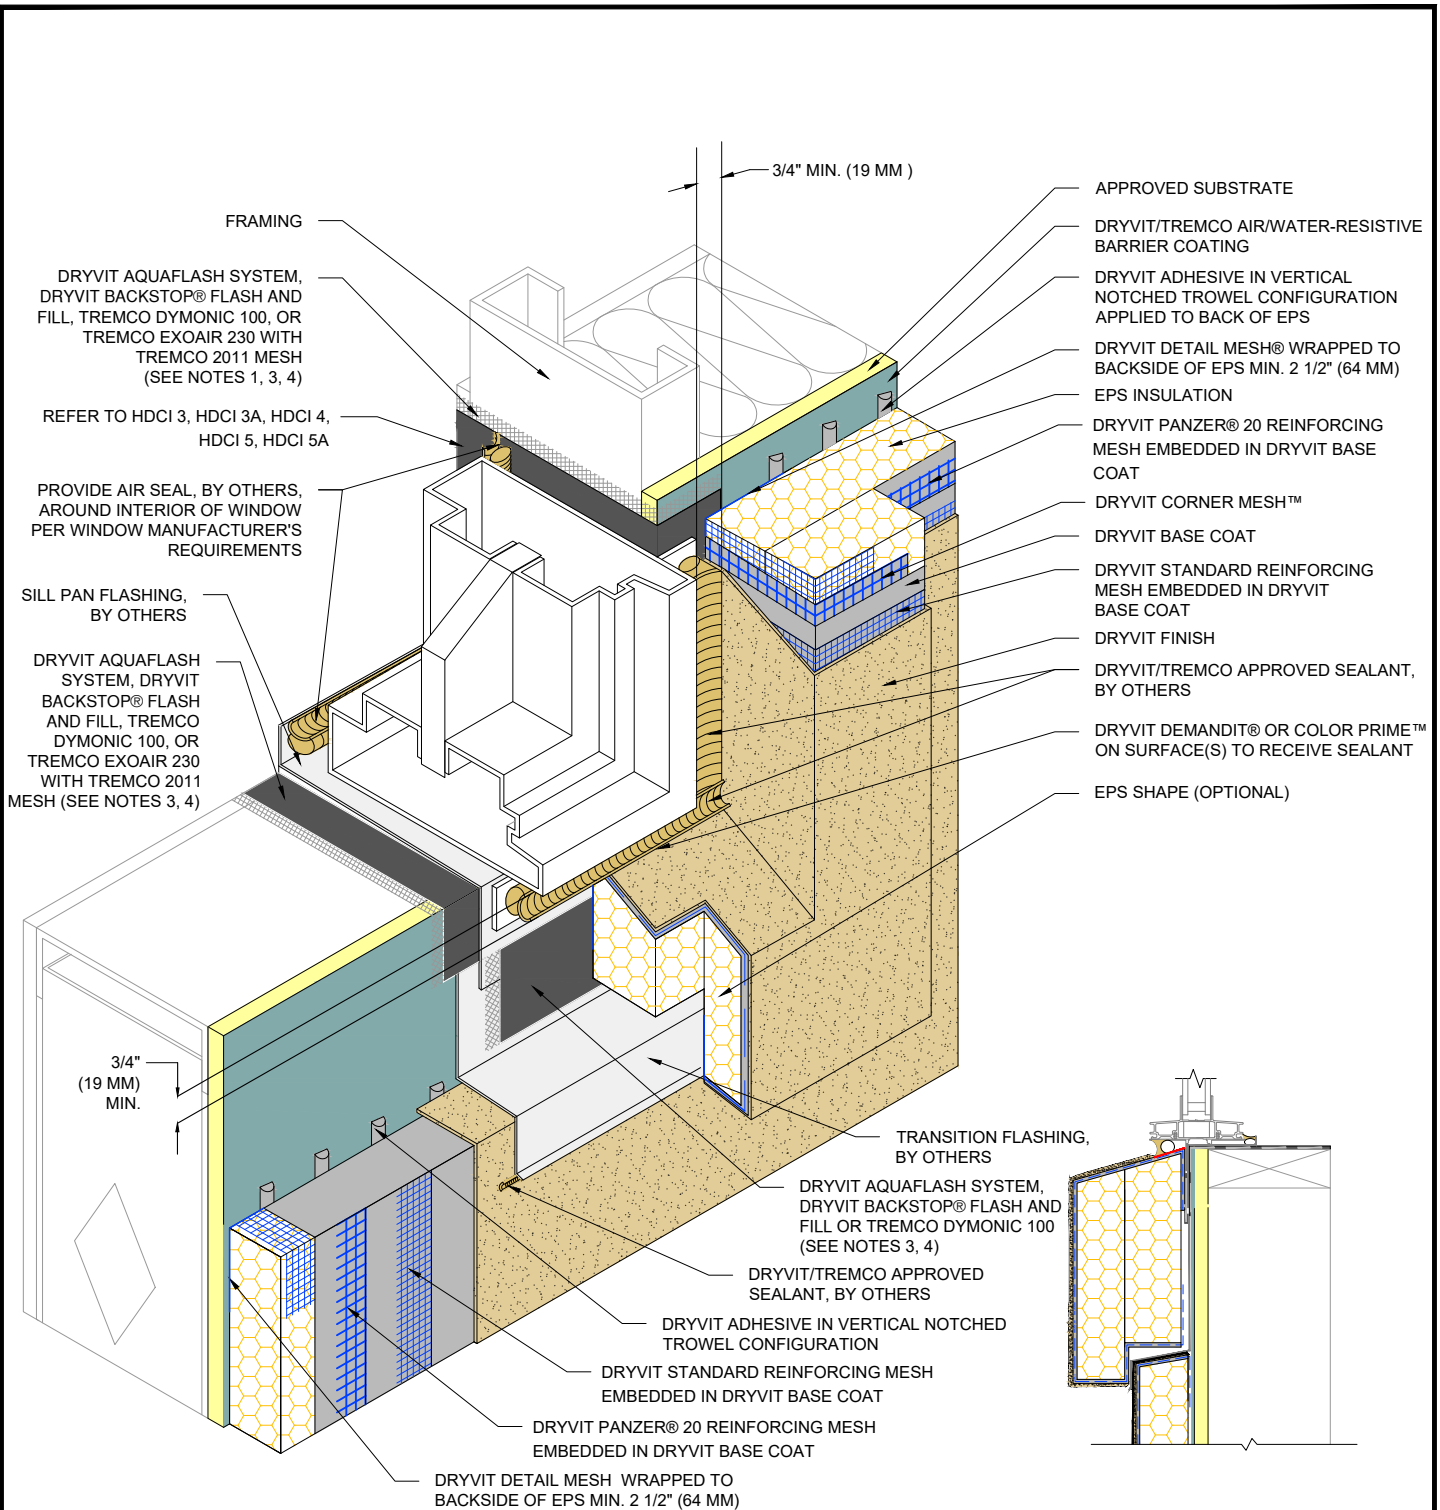 3/4" MIN. (19 MM )
FRAMING
DRYVIT AQUAFLASH SYSTEM,
DRYVIT BACKSTOP® FLASH AND
FILL, TREMCO DYMONIC 100, OR
TREMCO EXOAIR 230 WITH
TREMCO 2011 MESH
(SEE NOTES 1, 3, 4)
REFER TO HDCI 3, HDCI 3A, HDCI 4,
HDCI 5, HDCI 5A
PROVIDE AIR SEAL, BY OTHERS,
AROUND INTERIOR OF WINDOW
PER WINDOW MANUFACTURER'S
REQUIREMENTS
SILL PAN FLASHING,
BY OTHERS
DRYVIT AQUAFLASH
SYSTEM, DRYVIT
BACKSTOP® FLASH
AND FILL, TREMCO
DYMONIC 100, OR
TREMCO EXOAIR 230
WITH TREMCO 2011
MESH (SEE NOTES 3, 4)
3/4"
(19 MM)
MIN.
APPROVED SUBSTRATE
DRYVIT/TREMCO AIR/WATER-RESISTIVE
BARRIER COATING
DRYVIT ADHESIVE IN VERTICAL
NOTCHED TROWEL CONFIGURATION
APPLIED TO BACK OF EPS
DRYVIT DETAIL MESH® WRAPPED TO
BACKSIDE OF EPS MIN. 2 1/2" (64 MM)
EPS INSULATION
DRYVIT PANZER® 20 REINFORCING
MESH EMBEDDED IN DRYVIT BASE
COAT
DRYVIT CORNER MESH™
DRYVIT BASE COAT
DRYVIT STANDARD REINFORCING
MESH EMBEDDED IN DRYVIT
BASE COAT
DRYVIT FINISH
DRYVIT/TREMCO APPROVED SEALANT,
BY OTHERS
DRYVIT DEMANDIT® OR COLOR PRIME™
ON SURFACE(S) TO RECEIVE SEALANT
EPS SHAPE (OPTIONAL)
TRANSITION FLASHING,
BY OTHERS
DRYVIT AQUAFLASH SYSTEM,
DRYVIT BACKSTOP® FLASH AND
FILL OR TREMCO DYMONIC 100
(SEE NOTES 3, 4)
DRYVIT/TREMCO APPROVED
SEALANT, BY OTHERS
DRYVIT ADHESIVE IN VERTICAL NOTCHED
TROWEL CONFIGURATION
DRYVIT STANDARD REINFORCING MESH
EMBEDDED IN DRYVIT BASE COAT
DRYVIT PANZER® 20 REINFORCING MESH
EMBEDDED IN DRYVIT BASE COAT
DRYVIT DETAIL MESH WRAPPED TO
BACKSIDE OF EPS MIN. 2 1/2" (64 MM)